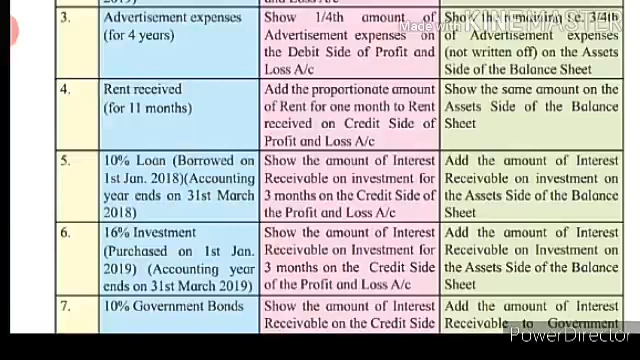 2019)
and Loss A/c
3. Advertisement expenses (for 4 years)
Show 1/4th amount of
Advertisement expenses on
the Debit Side of Profit and
Loss A/c
Show the remaining i.e. 3/4th
of Advertisement expenses
(not written off) on the Assets
Side of the Balance Sheet
Made with KINEMASTER
4. Rent received
(for 11 months)
Add the proportionate amount
of Rent for one month to Rent
received on Credit Side of
Profit and Loss A/c
Show the same amount on the
Assets Side of the Balance
Sheet
5. 10% Loan (Borrowed on
1st Jan. 2018)(Accounting
year ends on 31st March
2018)
Show the amount of Interest
Receivable on investment for
3 months on the Credit Side of
the Profit and Loss A/c
Add the amount of Interest
Receivable on investment on
the Assets Side of the Balance
Sheet
6. 16% Investment
(Purchased on 1st Jan.
2019) (Accounting year
ends on 31st March 2019)
Show the amount of Interest
Receivable on Investment for
3 months on the Credit Side
of the Profit and Loss A/c
Add the amount of Interest
Receivable on Investment on
the Assets Side of the Balance
Sheet
7. 10% Government Bonds
Show the amount of Interest
Receivable on the Credit Side
Add the amount of Interest
Receivable to Government
PowerDirector